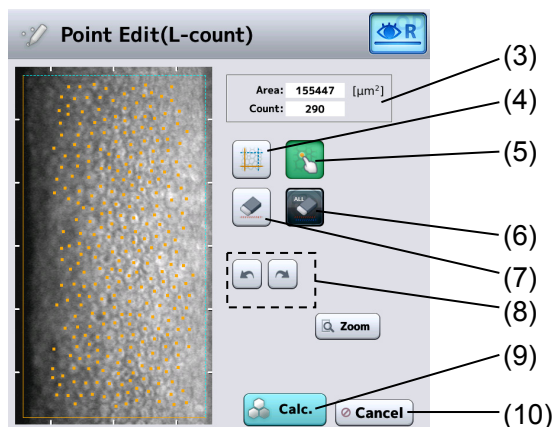 Point Edit(L-count)
R
(3)
Area: 155447 [µm²]
Count: 290
(4)
(5)
ALL
(6)
(7)
(8)
Zoom
(9)
Calc.
Cancel
(10)